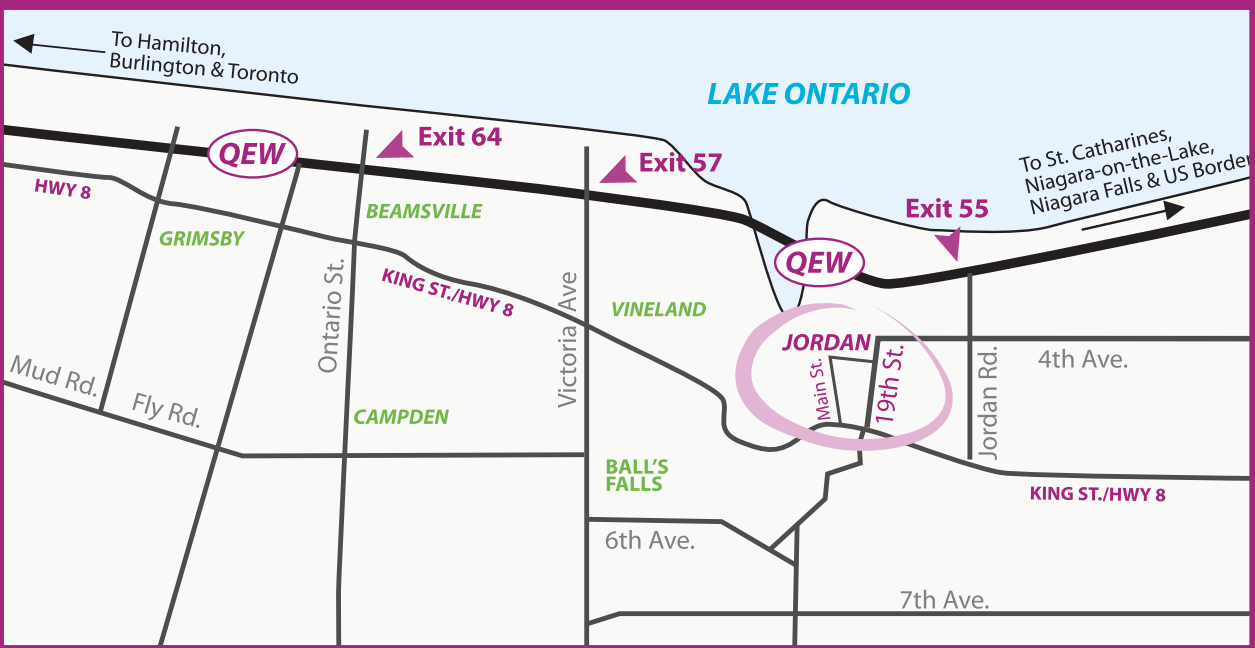 To Hamilton,
Burlington & Toronto
LAKE ONTARIO
Exit 64
QEW
Exit 57
To St. Catharines,
Niagara-on-the-Lake,
Niagara Falls & US Border
HWY 8
BEAMSVILLE
Exit 55
GRIMSBY
QEW
KING ST./HWY 8
Ontario St.
Victoria Ave
VINELAND
JORDAN
Main St.
19th St.
Jordan Rd.
4th Ave.
Mud Rd.
Fly Rd.
CAMPDEN
BALL'S
FALLS
KING ST./HWY 8
6th Ave.
7th Ave.